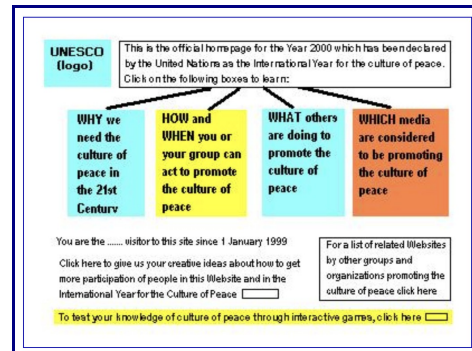 UNESCO
(logo)
This is the official homepage for the Year 2000 which has been declared
by the United Nations as the International Year for the culture of peace.
Click on the following boxes to learn:
WHY we
need the
culture of
peace in
the 21st
Century
HOW and
WHEN you or
your group can
act to promote
the culture of
peace
WHAT others
are doing to
promote the
culture of
peace
WHICH media
are considered
to be promoting
the culture of
peace
You are the ....... visitor to this site since 1 January 1999
Click here to give us your creative ideas about how to get
more participation of people in this Website and in the
International Year for the Culture of Peace
For a list of related Websites
by other groups and
organizations promoting the
culture of peace click here
To test your knowledge of culture of peace through interactive games, click here